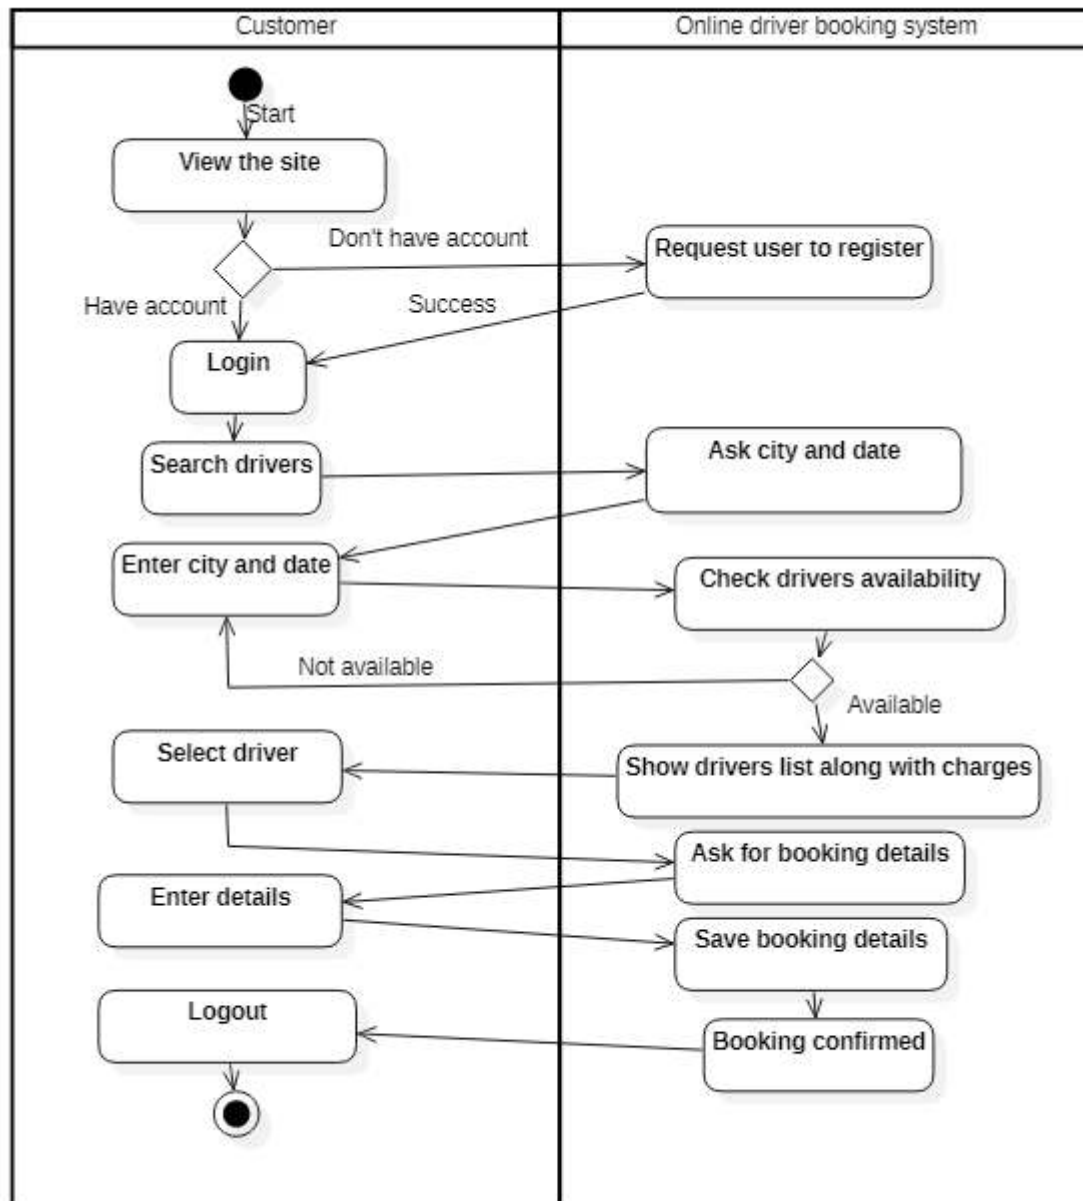 Customer
Online driver booking system
Start
View the site
Don't have account
Request user to register
Have account
Success
Login
Search drivers
Ask city and date
Enter city and date
Check drivers availability
Not available
Available
Select driver
Show drivers list along with charges
Ask for booking details
Enter details
Save booking details
Logout
Booking confirmed